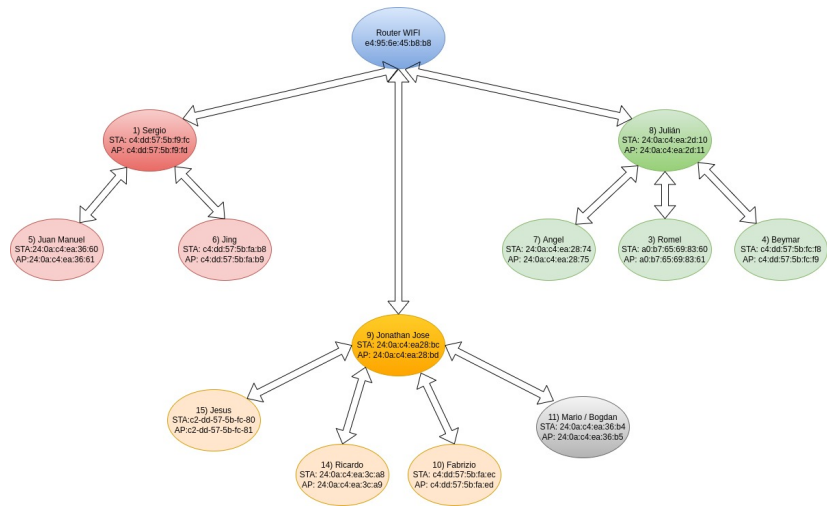 Router WIFI
e4:95:6e:45:b8:b8
1) Sergio
STA: c4:dd:57:5b:f9:fc
AP: c4:dd:57:5b:f9:fd
8) Julián
STA: 24:0a:c4:ea:2d:10
AP: 24:0a:c4:ea:2d:11
5) Juan Manuel
STA:24:0a:c4:ea:36:60
AP:24:0a:c4:ea:36:61
6) Jing
STA: c4:dd:57:5b:fa:b8
AP: c4:dd:57:5b:fa:b9
7) Angel
STA: 24:0a:c4:ea:28:74
AP: 24:0a:c4:ea:28:75
3) Romel
STA: a0:b7:65:69:83:60
AP: a0:b7:65:69:83:61
4) Beymar
STA: c4:dd:57:5b:fc:f8
AP: c4:dd:57:5b:fc:f9
9) Jonathan Jose
STA: 24:0a:c4:ea28:bc
AP: 24:0a:c4:ea:28:bd
15) Jesus
STA:c2-dd-57-5b-fc-80
AP:c2-dd-57-5b-fc-81
11) Mario / Bogdan
STA: 24:0a:c4:ea:36:b4
AP: 24:0a:c4:ea:36:b5
14) Ricardo
STA: 24:0a:c4:ea:3c:a8
AP: 24:0a:c4:ea:3c:a9
10) Fabrizio
STA: c4:dd:57:5b:fa:ec
AP: c4:dd:57:5b:fa:ed